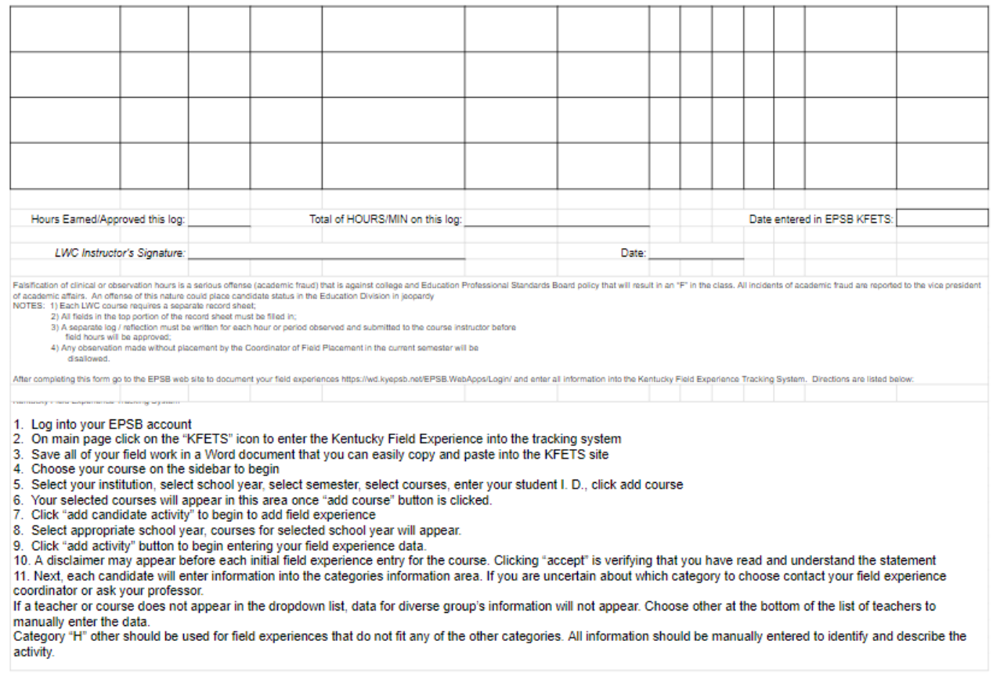 Hours Earned/Approved this log:
Total of HOURS/MIN on this log:
Date entered in EPSB KFETS:
LWC Instructor's Signature:
Date:
Falsification of clinical or observation hours is a serious offense (academic fraud) that is against college and Education Professional Standards Board policy that will result in an "F" in the class. All incidents of academic fraud are reported to the vice president
of academic affairs. An offense of this nature could place candidate status in the Education Division in jeopardy
NOTES: 1) Each LWC course requires a separate record sheet;
2) All fields in the top portion of the record sheet must be filled in;
3) A separate log / reflection must be written for each hour or period observed and submitted to the course instructor before
field hours will be approved;
4) Any observation made without placement by the Coordinator of Field Placement in the current semester will be
disallowed.
After completing this form go to the EPSB web site to document your field experiences https://wd.kyepsb.net/EPSB.WebApps/Login/ and enter all information into the Kentucky Field Experience Tracking System. Directions are listed below:
Kentucky Field Experience Tracking System
1. Log into your EPSB account
2. On main page click on the “KFETS” icon to enter the Kentucky Field Experience into the tracking system
3. Save all of your field work in a Word document that you can easily copy and paste into the KFETS site
4. Choose your course on the sidebar to begin
5. Select your institution, select school year, select semester, select courses, enter your student I. D., click add course
6. Your selected courses will appear in this area once “add course” button is clicked.
7. Click “add candidate activity” to begin to add field experience
8. Select appropriate school year, courses for selected school year will appear.
9. Click “add activity” button to begin entering your field experience data.
10. A disclaimer may appear before each initial field experience entry for the course. Clicking “accept” is verifying that you have read and understand the statement
11. Next, each candidate will enter information into the categories information area. If you are uncertain about which category to choose contact your field experience
coordinator or ask your professor.
If a teacher or course does not appear in the dropdown list, data for diverse group’s information will not appear. Choose other at the bottom of the list of teachers to
manually enter the data.
Category “H” other should be used for field experiences that do not fit any of the other categories. All information should be manually entered to identify and describe the
activity.